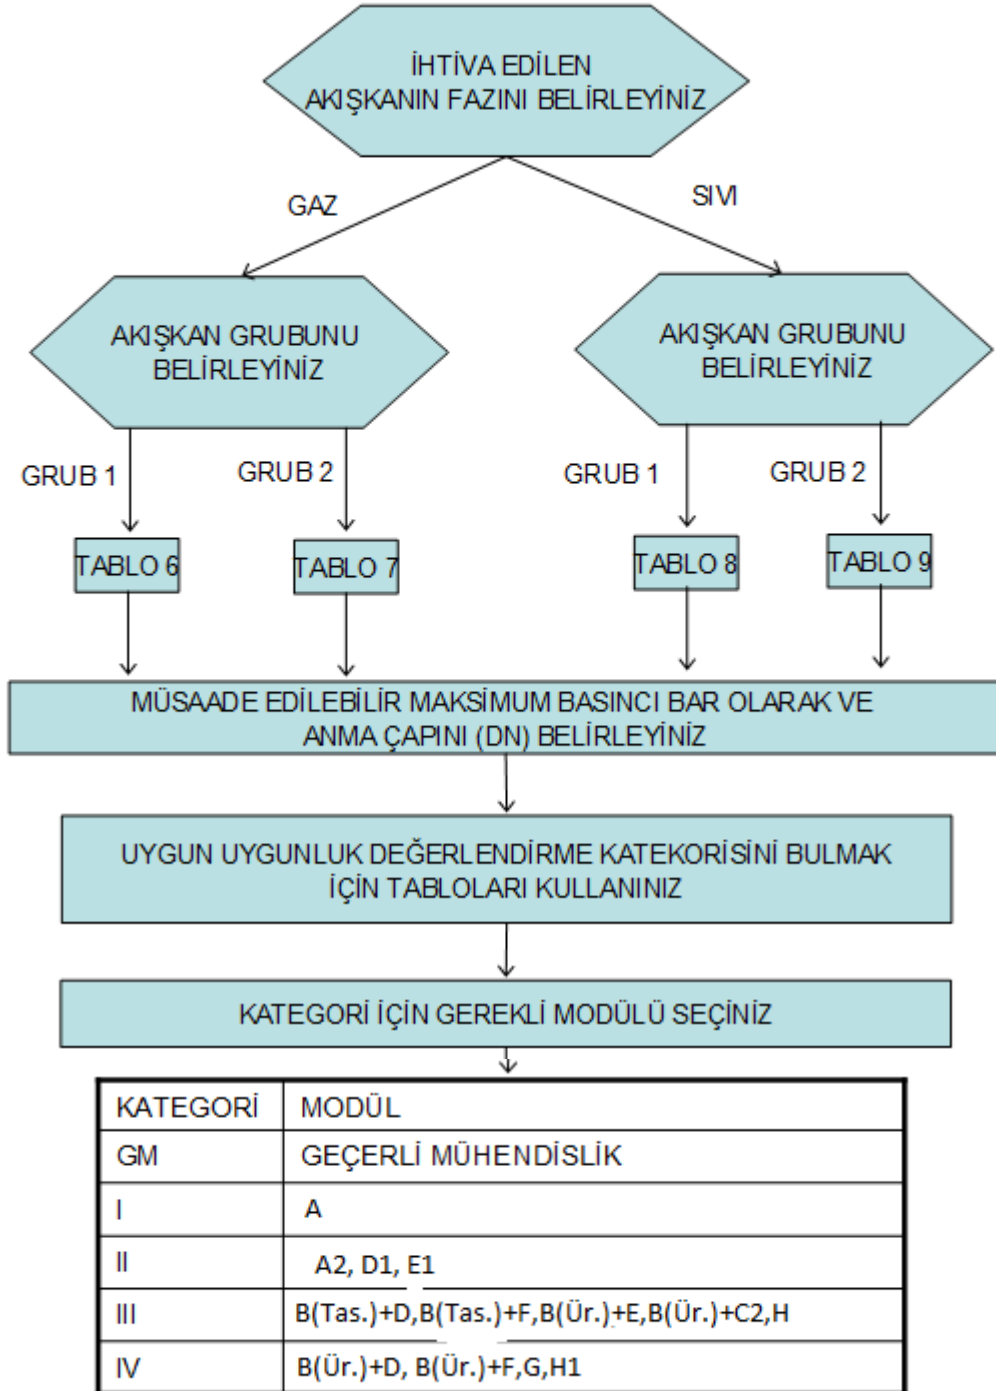 İHTİVA EDİLEN
AKIŞKANIN FAZINI BELİRLEYİNİZ
GAZ
SIVI
AKIŞKAN GRUBUNU
BELİRLEYİNİZ
AKIŞKAN GRUBUNU
BELİRLEYİNİZ
GRUB 1
GRUB 2
GRUB 1
GRUB 2
TABLO 6
TABLO 7
TABLO 8
TABLO 9
MÜSAADE EDİLEBİLİR MAKSİMUM BASINCI BAR OLARAK VE
ANMA ÇAPINI (DN) BELİRLEYİNİZ
UYGUN UYGUNLUK DEĞERLENDİRME KATEKORİSİNİ BULMAK
İÇİN TABLOLARI KULLANINIZ
KATEGORİ İÇİN GEREKLİ MODÜLÜ SEÇİNİZ
KATEGORİ MODÜL
GM GEÇERLİ MÜHENDİSLİK
I A
II A2, D1, E1
III B(Tas.)+D,B(Tas.)+F,B(Ür.)+E,B(Ür.)+C2,H
IV B(Ür.)+D, B(Ür.)+F,G,H1